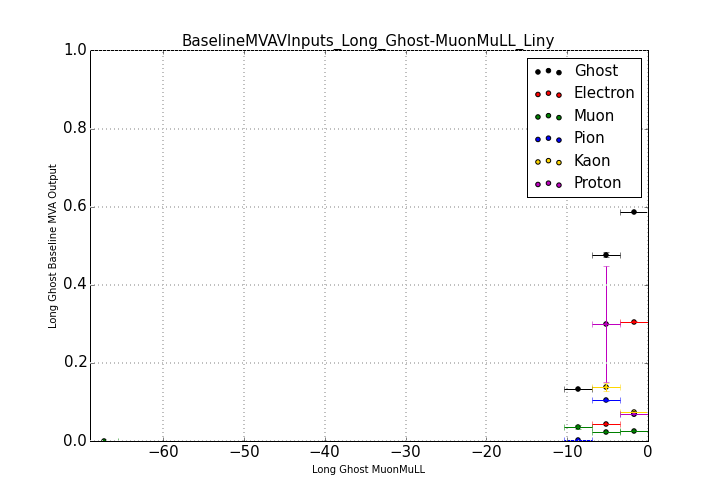 BaselineMVAVInputs_Long_Ghost-MuonMuLL_Liny
1.0
0.8
0.6
0.4
0.2
0.0
Long Ghost Baseline MVA Output
Ghost
Electron
Muon
Pion
Kaon
Proton
−60 −50 −40 −30 −20 −10 0
Long Ghost MuonMuLL